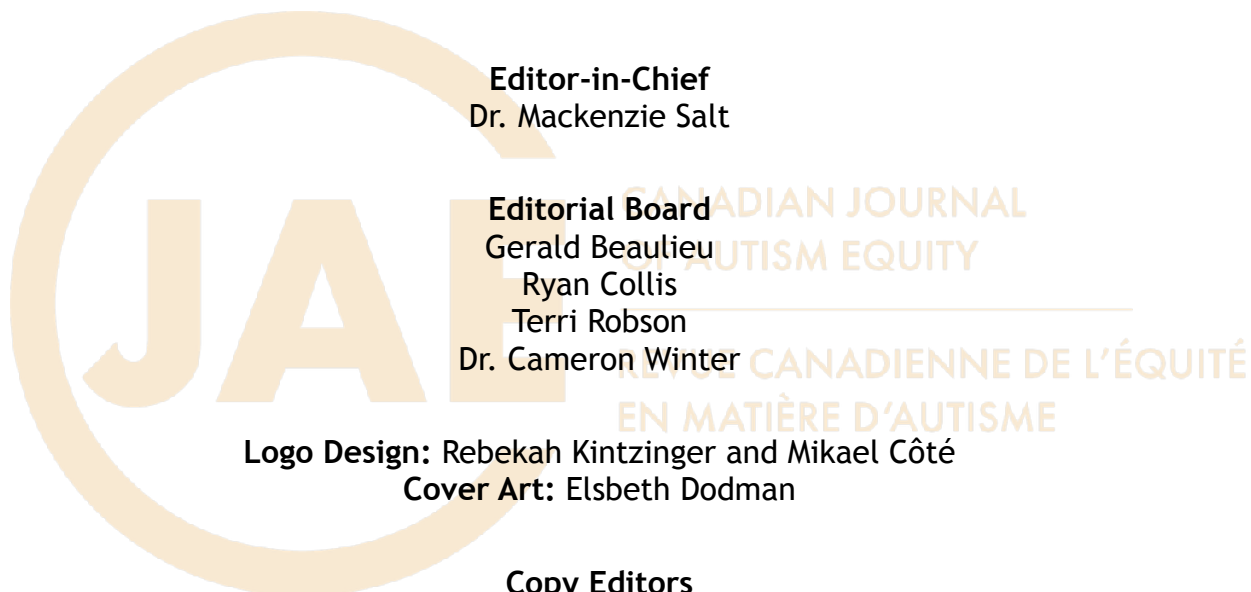 Editor-in-Chief
Dr. Mackenzie Salt
Editorial Board
Gerald Beaulieu
Ryan Collis
Terri Robson
Dr. Cameron Winter
Logo Design: Rebekah Kintzinger and Mikael Côté
Cover Art: Elsbeth Dodman
Copy Editors
JAE
CANADIAN JOURNAL
OF AUTISM EQUITY
REVUE CANADIENNE DE L'ÉQUITÉ
EN MATIÈRE D'AUTISME